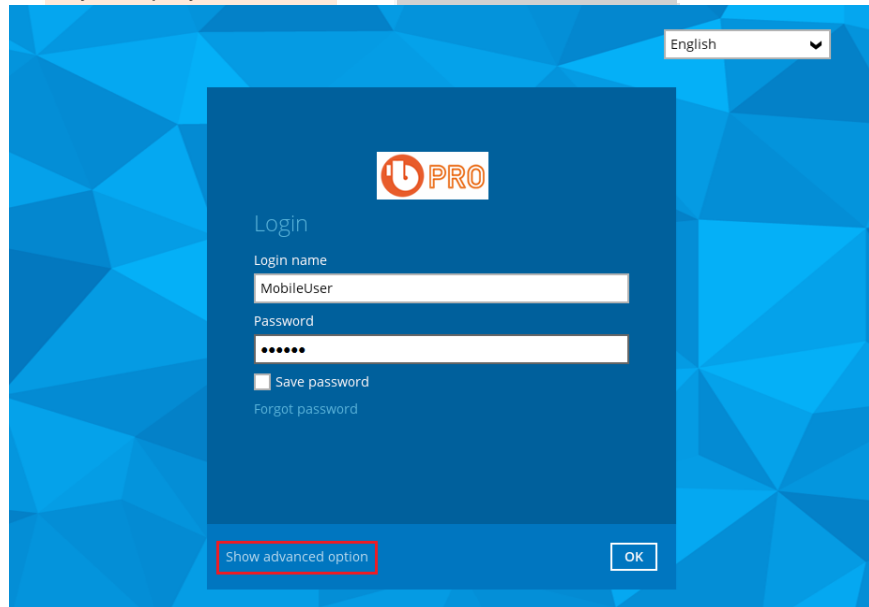 English
PRO
Login
Login name
MobileUser
Password
Save password
Forgot password
Show advanced option
OK